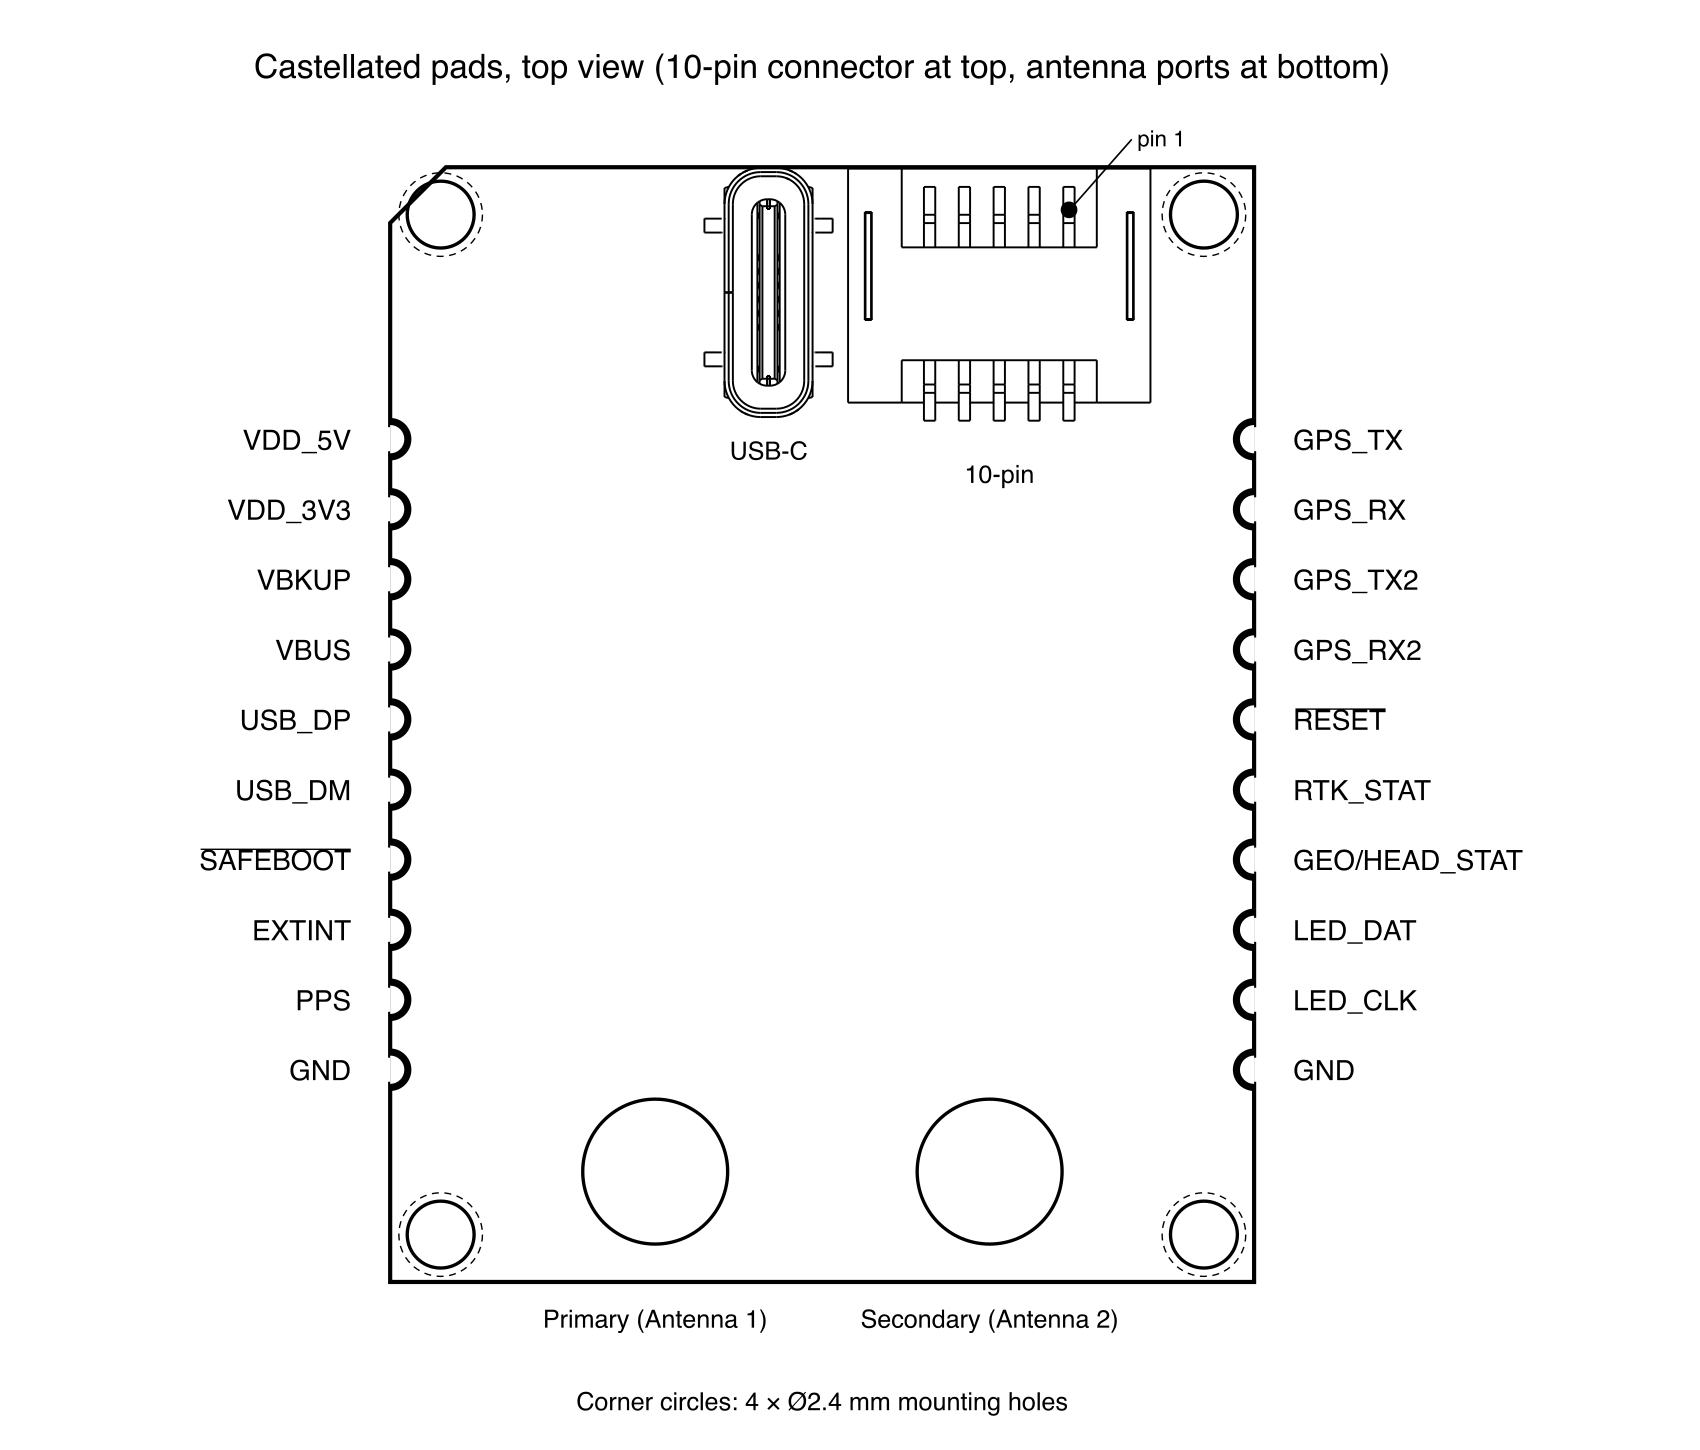 Castellated pads, top view (10-pin connector at top, antenna ports at bottom)
pin 1
USB-C
10-pin
VDD_5V
GPS_TX
VDD_3V3
GPS_RX
VBKUP
GPS_TX2
VBUS
GPS_RX2
USB_DP
RESET
USB_DM
RTK_STAT
SAFEBOOT
GEO/HEAD_STAT
EXTINT
LED_DAT
PPS
LED_CLK
GND
GND
Primary (Antenna 1)
Secondary (Antenna 2)
Corner circles: 4 × Ø2.4 mm mounting holes